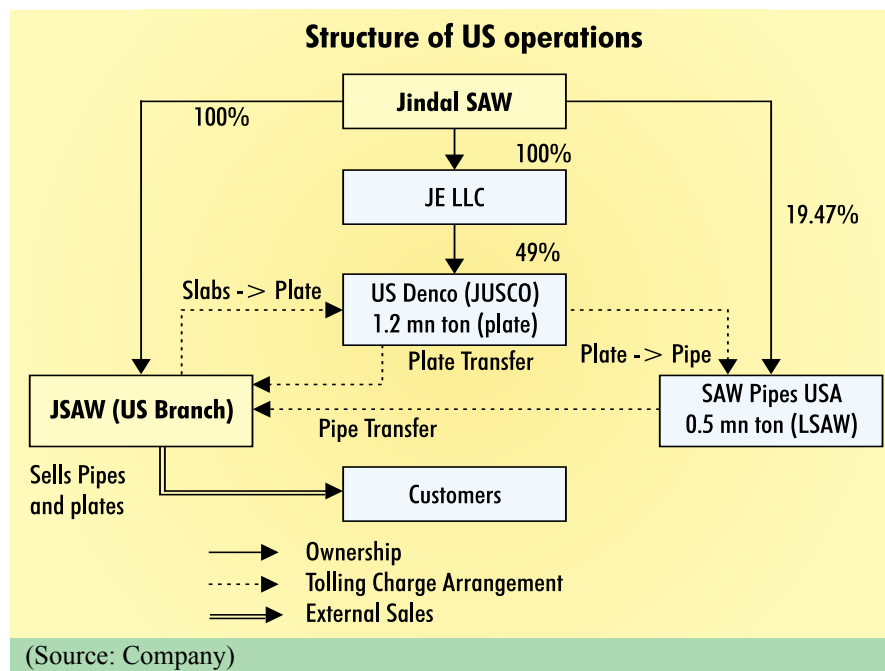 Structure of US operations
Jindal SAW
100%
100%
JE LLC
19.47%
49%
Slabs - > Plate
US Denco (JUSCO)
1.2 mn ton (plate)
Plate Transfer
Plate - > Pipe
JSAW (US Branch)
SAW Pipes USA
0.5 mn ton (LSAW)
Pipe Transfer
Sells Pipes
and plates
Customers
Ownership
Tolling Charge Arrangement
External Sales
(Source: Company)